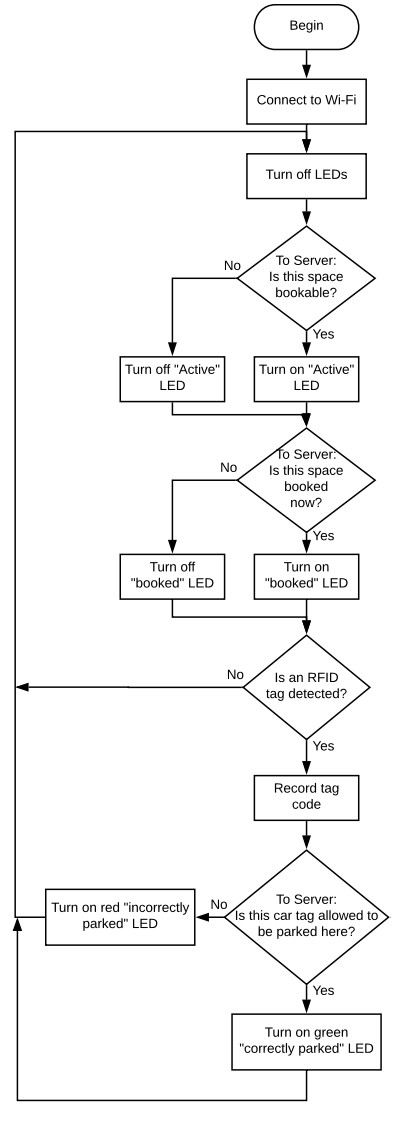 Begin
Connect to Wi-Fi
Turn off LEDs
To Server:
Is this space
bookable?
No
Yes
Turn off "Active"
LED
Turn on "Active"
LED
To Server:
Is this space
booked
now?
No
Yes
Turn off
"booked" LED
Turn on
"booked" LED
Is an RFID
tag detected?
No
Yes
Record tag
code
To Server:
Is this car tag allowed to
be parked here?
No
Turn on red "incorrectly
parked" LED
Yes
Turn on green
"correctly parked" LED